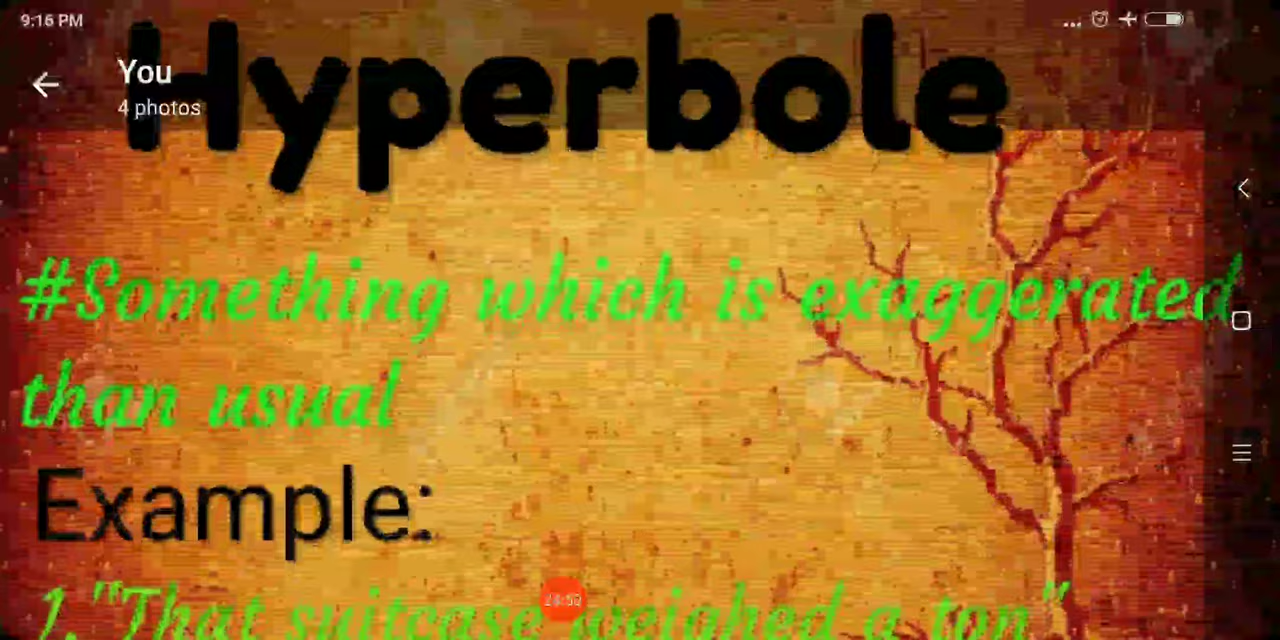 9:16 PM
Hyperbole
You
4 photos
#Something which is exaggerated
than usual
Example:
1. "That suitcase weighed a ton"